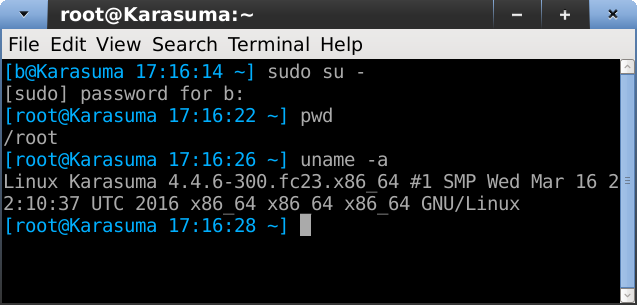 root@Karasuma:~
File Edit View Search Terminal Help
[b@Karasuma 17:16:14 ~] sudo su -
[sudo] password for b:
[root@Karasuma 17:16:22 ~] pwd
/root
[root@Karasuma 17:16:26 ~] uname -a
Linux Karasuma 4.4.6-300.fc23.x86_64 #1 SMP Wed Mar 16 2
2:10:37 UTC 2016 x86_64 x86_64 x86_64 GNU/Linux
[root@Karasuma 17:16:28 ~]